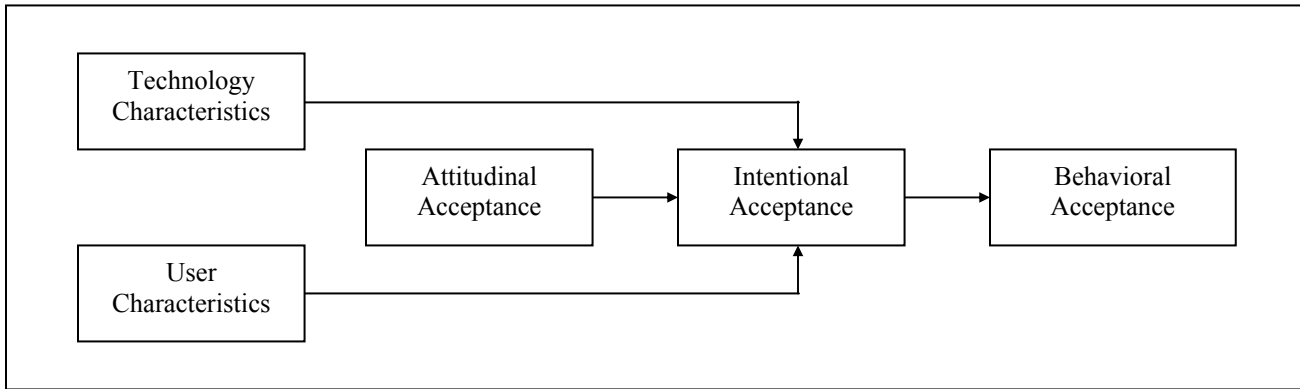 Technology
Characteristics
Attitudinal
Acceptance
Intentional
Acceptance
Behavioral
Acceptance
User
Characteristics